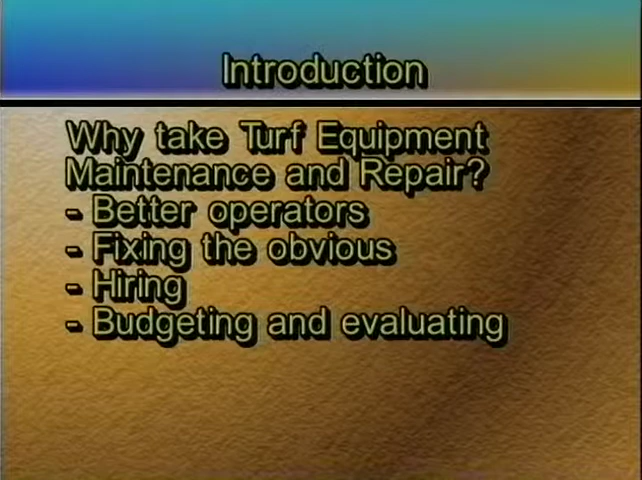 Introduction
Why take Turf Equipment
Maintenance and Repair?
- Better operators
- Fixing the obvious
- Hiring
- Budgeting and evaluating